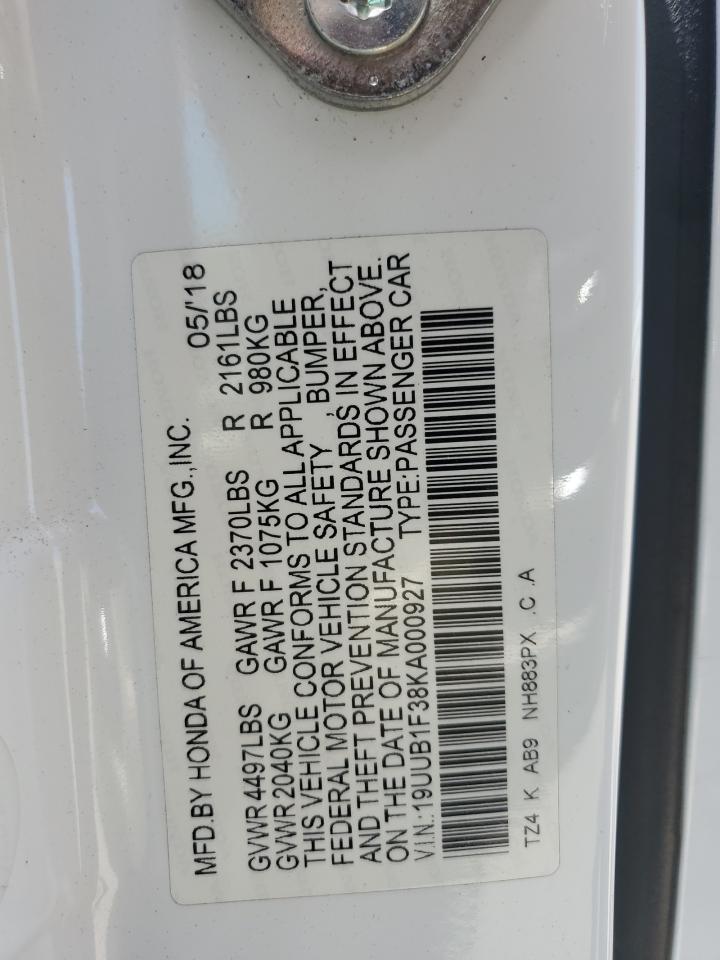 MFD.BY HONDA OF AMERICA MFG.,INC. 05/'18
GVWR 4497LBS GAWR F 2370LBS R 2161LBS
GVWR 2040KG GAWR F 1075KG R 980KG
THIS VEHICLE CONFORMS TO ALL APPLICABLE
FEDERAL MOTOR VEHICLE SAFETY , BUMPER,
AND THEFT PREVENTION STANDARDS IN EFFECT
ON THE DATE OF MANUFACTURE SHOWN ABOVE.
V.I.N.:19UUB1F38KA000927 TYPE:PASSENGER CAR
TZ4 K AB9 NH883PX .C .A